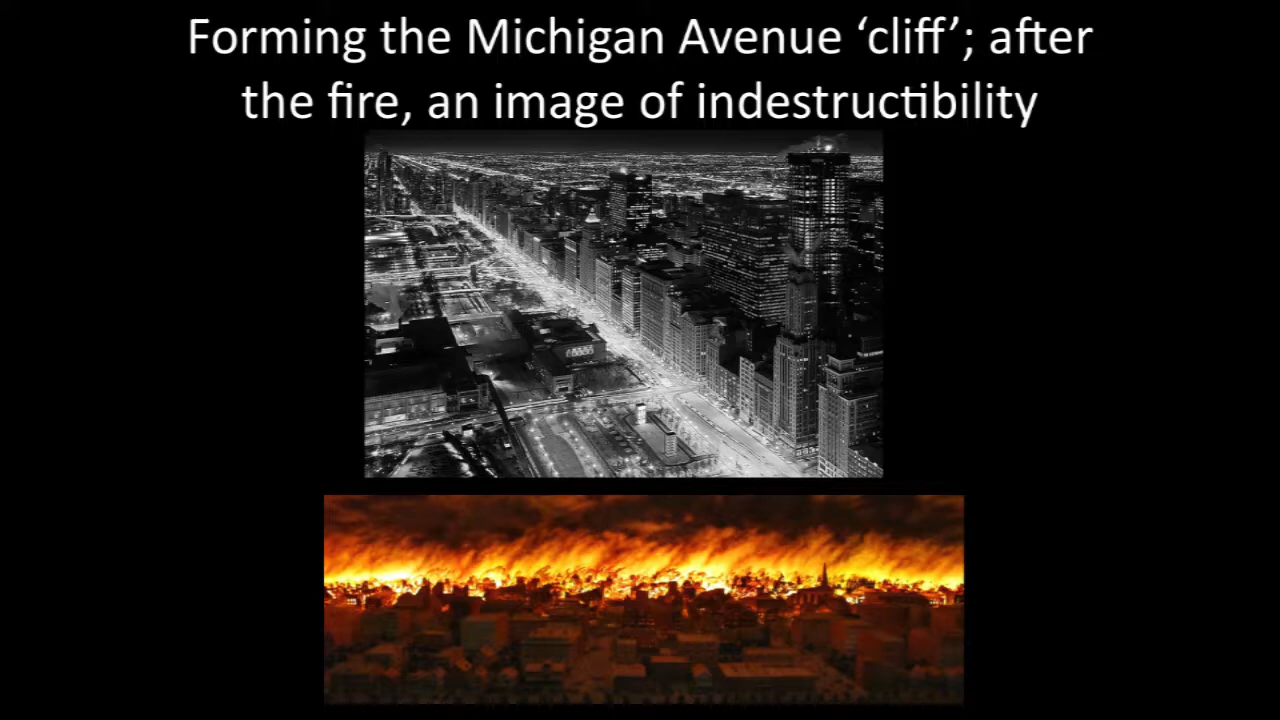 Forming the Michigan Avenue ‘cliff’; after
the fire, an image of indestructibility